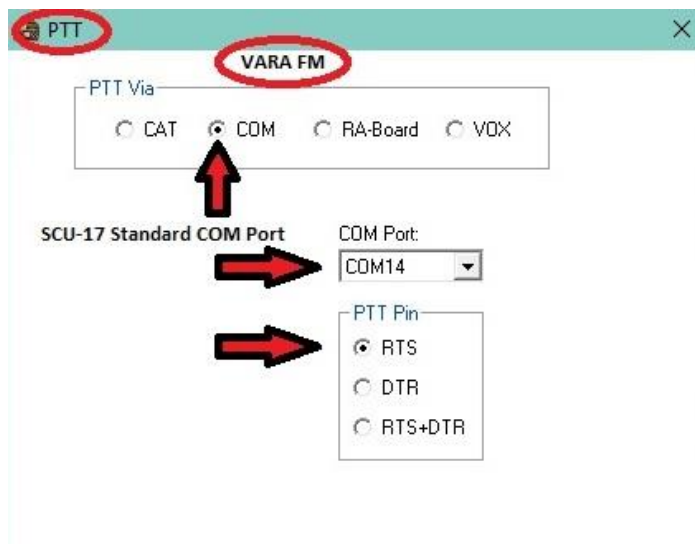 PTT
VARA FM
PTT Via
CAT COM RA-Board VOX
SCU-17 Standard COM Port COM Port:
COM14
PTT Pin
RTS
DTR
RTS+DTR